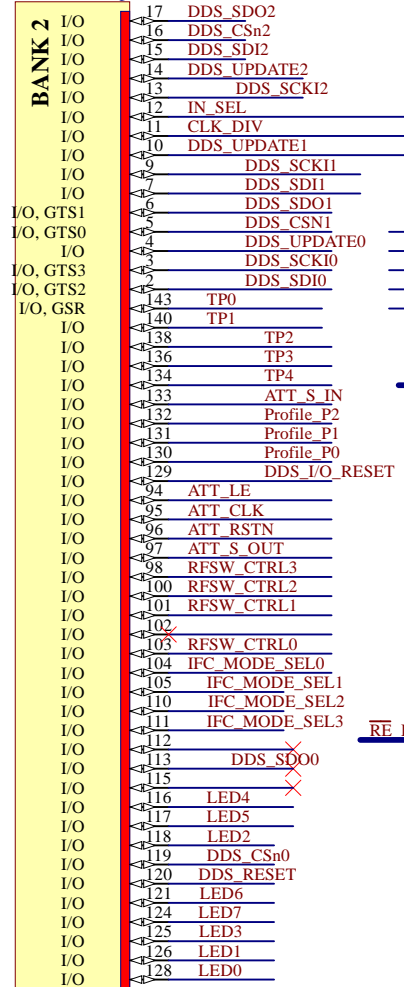 BANK 2
I/O 17 DDS_SDO2
I/O 16 DDS_CSn2
I/O 15 DDS_SDI2
I/O 14 DDS_UPDATE2
I/O 13 DDS_SCKI2
I/O 12 IN_SEL
I/O 11 CLK_DIV
I/O 10 DDS_UPDATE1
I/O 9 DDS_SCKI1
I/O 7 DDS_SDI1
I/O, GTS1 6 DDS_SDO1
I/O, GTS0 5 DDS_CSN1
I/O 4 DDS_UPDATE0
I/O, GTS3 3 DDS_SCKI0
I/O, GTS2 2 DDS_SDI0
I/O, GSR 143 TP0
I/O 140 TP1
I/O 138 TP2
I/O 136 TP3
I/O 134 TP4
I/O 133 ATT_S_IN
I/O 132 Profile_P2
I/O 131 Profile_P1
I/O 130 Profile_P0
I/O 129 DDS_I/O_RESET
I/O 94 ATT_LE
I/O 95 ATT_CLK
I/O 96 ATT_RSTN
I/O 97 ATT_S_OUT
I/O 98 RFSW_CTRL3
I/O 100 RFSW_CTRL2
I/O 101 RFSW_CTRL1
I/O 102
I/O 103 RFSW_CTRL0
I/O 104 IFC_MODE_SEL0
I/O 105 IFC_MODE_SEL1
I/O 110 IFC_MODE_SEL2
I/O 111 IFC_MODE_SEL3 RE
I/O 112
I/O 113 DDS_SDO0
I/O 115
I/O 116 LED4
I/O 117 LED5
I/O 118 LED2
I/O 119 DDS_CSn0
I/O 120 DDS_RESET
I/O 121 LED6
I/O 124 LED7
I/O 125 LED3
I/O 126 LED1
I/O 128 LED0